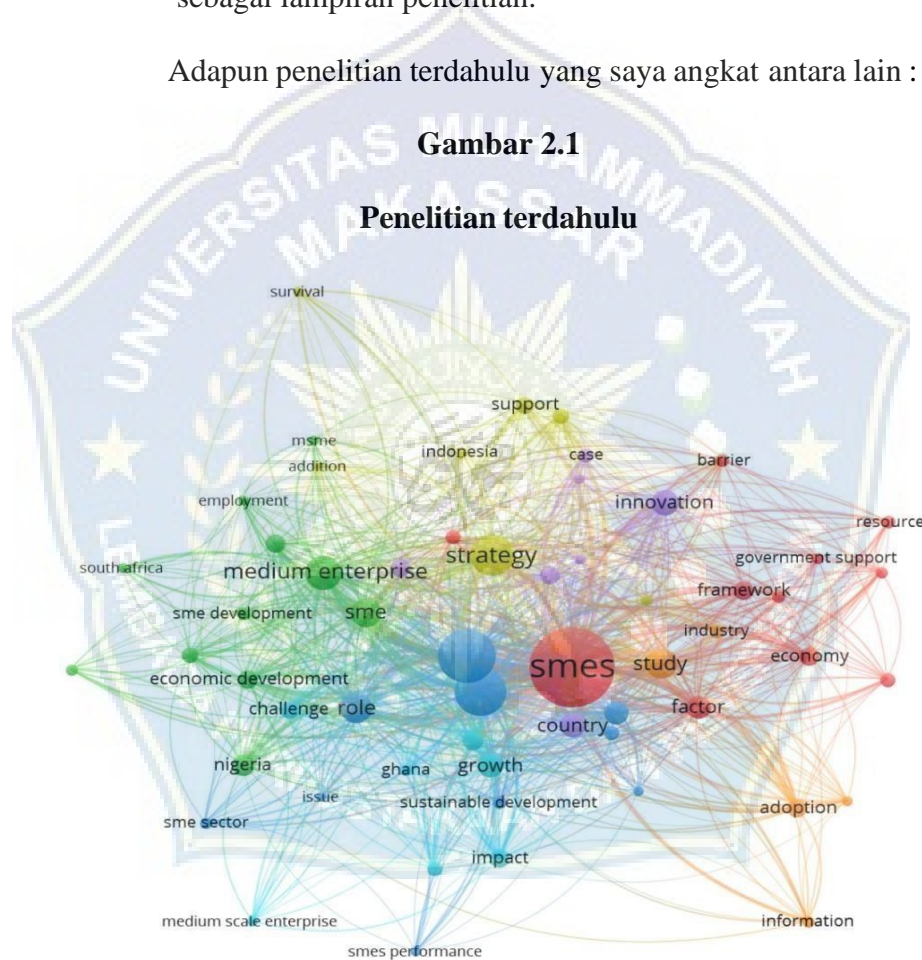 sebagai lampiran penelitian.
Adapun penelitian terdahulu yang saya angkat antara lain :
Gambar 2.1
Penelitian terdahulu
UNIVERSITAS MUHAMMADIYAH
MAKASSAR
survival
support
msme
indonesia
case
barrier
addition
employment
innovation
resource
strategy
government support
south africa
medium enterprise
framework
sme development
sme
industry
smes
study
economy
economic development
challenge
role
factor
country
nigeria
ghana
growth
issue
sustainable development
adoption
sme sector
impact
medium scale enterprise
information
smes performance